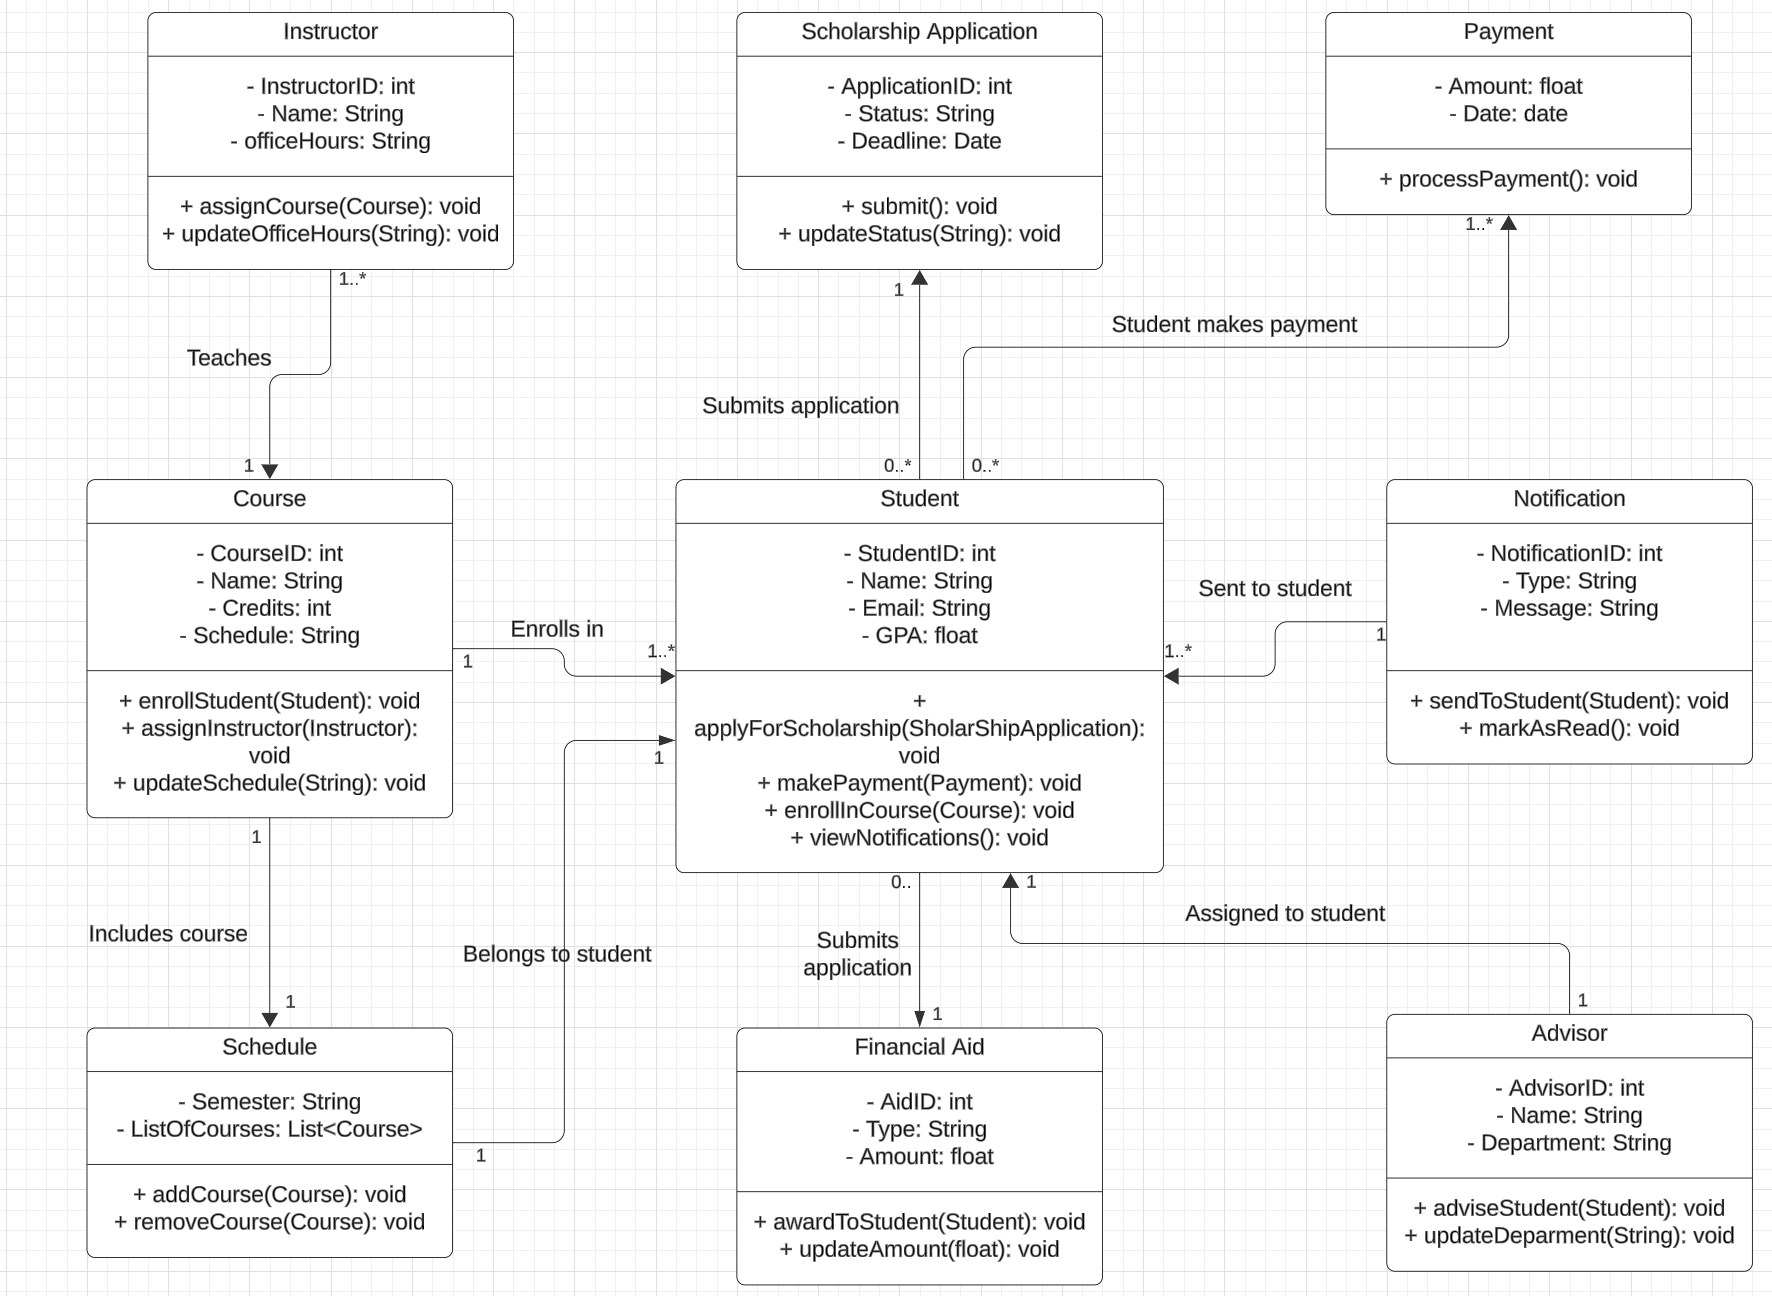 Instructor
- InstructorID: int
- Name: String
- officeHours: String
+ assignCourse(Course): void
+ updateOfficeHours(String): void
1..*
Scholarship Application
- ApplicationID: int
- Status: String
- Deadline: Date
+ submit(): void
+ updateStatus(String): void
1
Payment
- Amount: float
- Date: date
+ processPayment(): void
1..*
Teaches
Submits application
Student makes payment
1
0..*
0..*
Course
- CourseID: int
- Name: String
- Credits: int
- Schedule: String
+ enrollStudent(Student): void
+ assignInstructor(Instructor):
void
+ updateSchedule(String): void
1
Enrolls in
1
1..*
Student
- StudentID: int
- Name: String
- Email: String
- GPA: float
+
applyForScholarship(SholarShipApplication):
void
+ makePayment(Payment): void
+ enrollInCourse(Course): void
+ viewNotifications(): void
1
0..
1
Sent to student
1..*
1
Notification
- NotificationID: int
- Type: String
- Message: String
+ sendToStudent(Student): void
+ markAsRead(): void
Includes course
1
Belongs to student
Submits
application
1
Assigned to student
1
Schedule
- Semester: String
- ListOfCourses: List<Course>
+ addCourse(Course): void
+ removeCourse(Course): void
1
Financial Aid
- AidID: int
- Type: String
- Amount: float
+ awardToStudent(Student): void
+ updateAmount(float): void
Advisor
- AdvisorID: int
- Name: String
- Department: String
+ adviseStudent(Student): void
+ updateDeparment(String): void